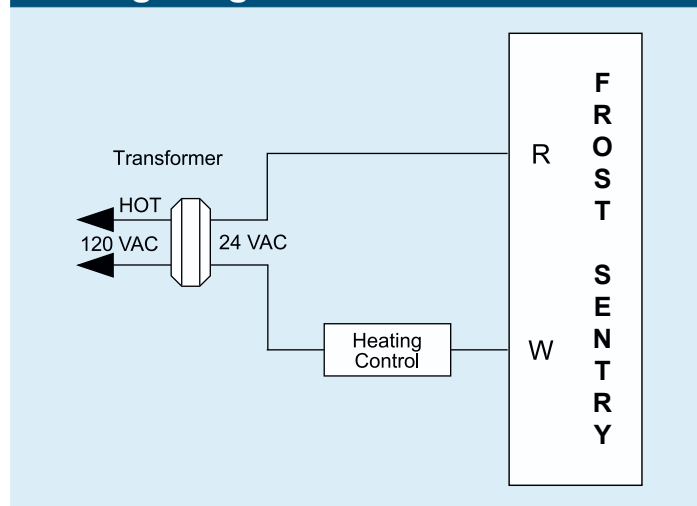 Transformer
HOT
120 VAC
24 VAC
Heating
Control
R
W
FROST SENTRY